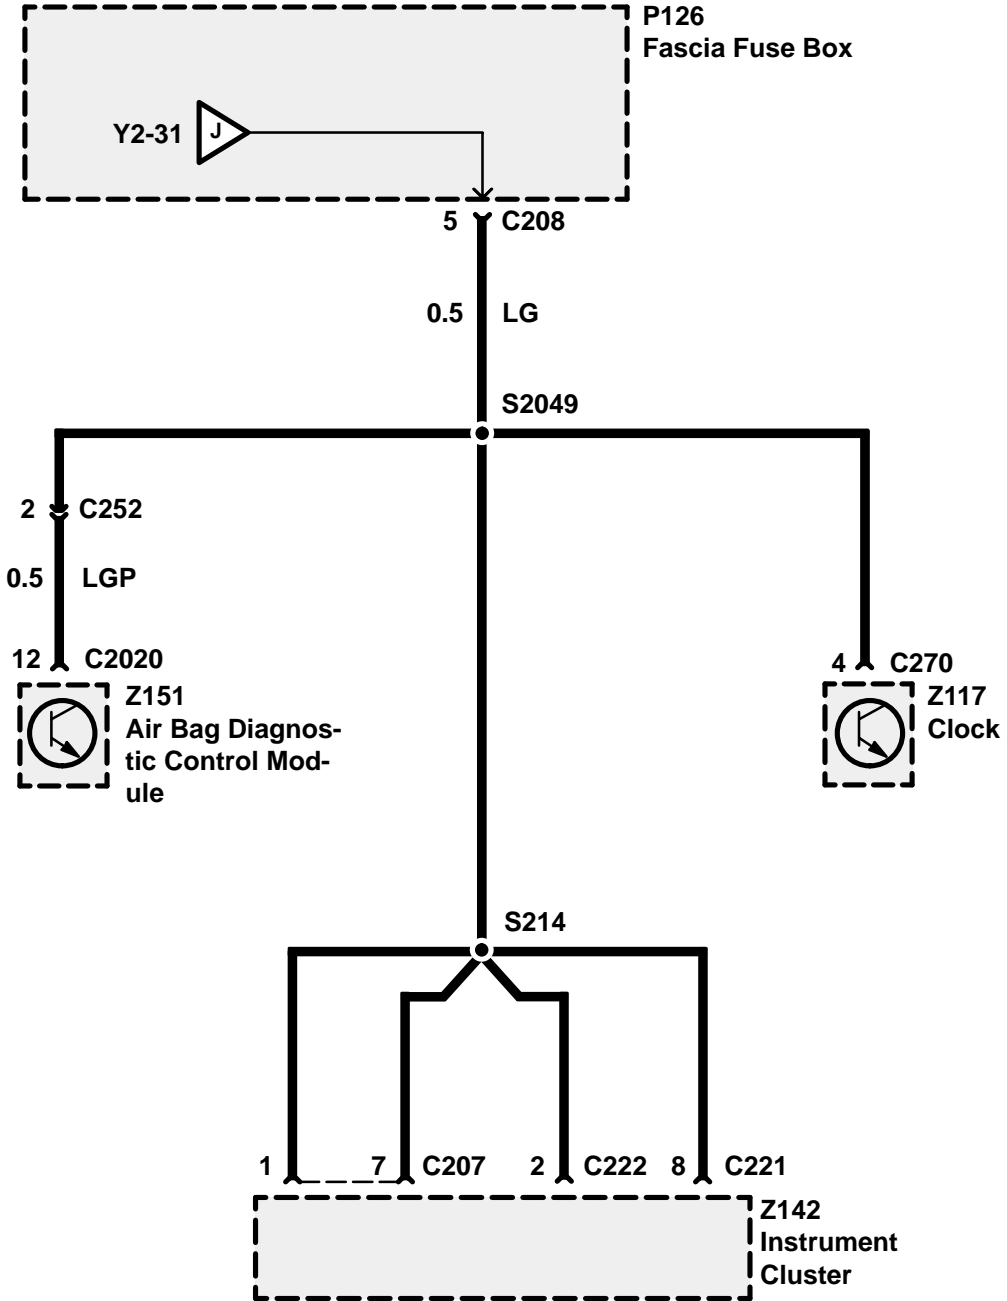 P126
Fascia Fuse Box
Y2-31
J
5 C208
0.5 LG
S2049
2 C252
0.5 LGP
12 C2020
Z151
Air Bag Diagnos-
tic Control Mod-
ule
4 C270
Z117
Clock
S214
1 7 C207 2 C222 8 C221
Z142
Instrument
Cluster